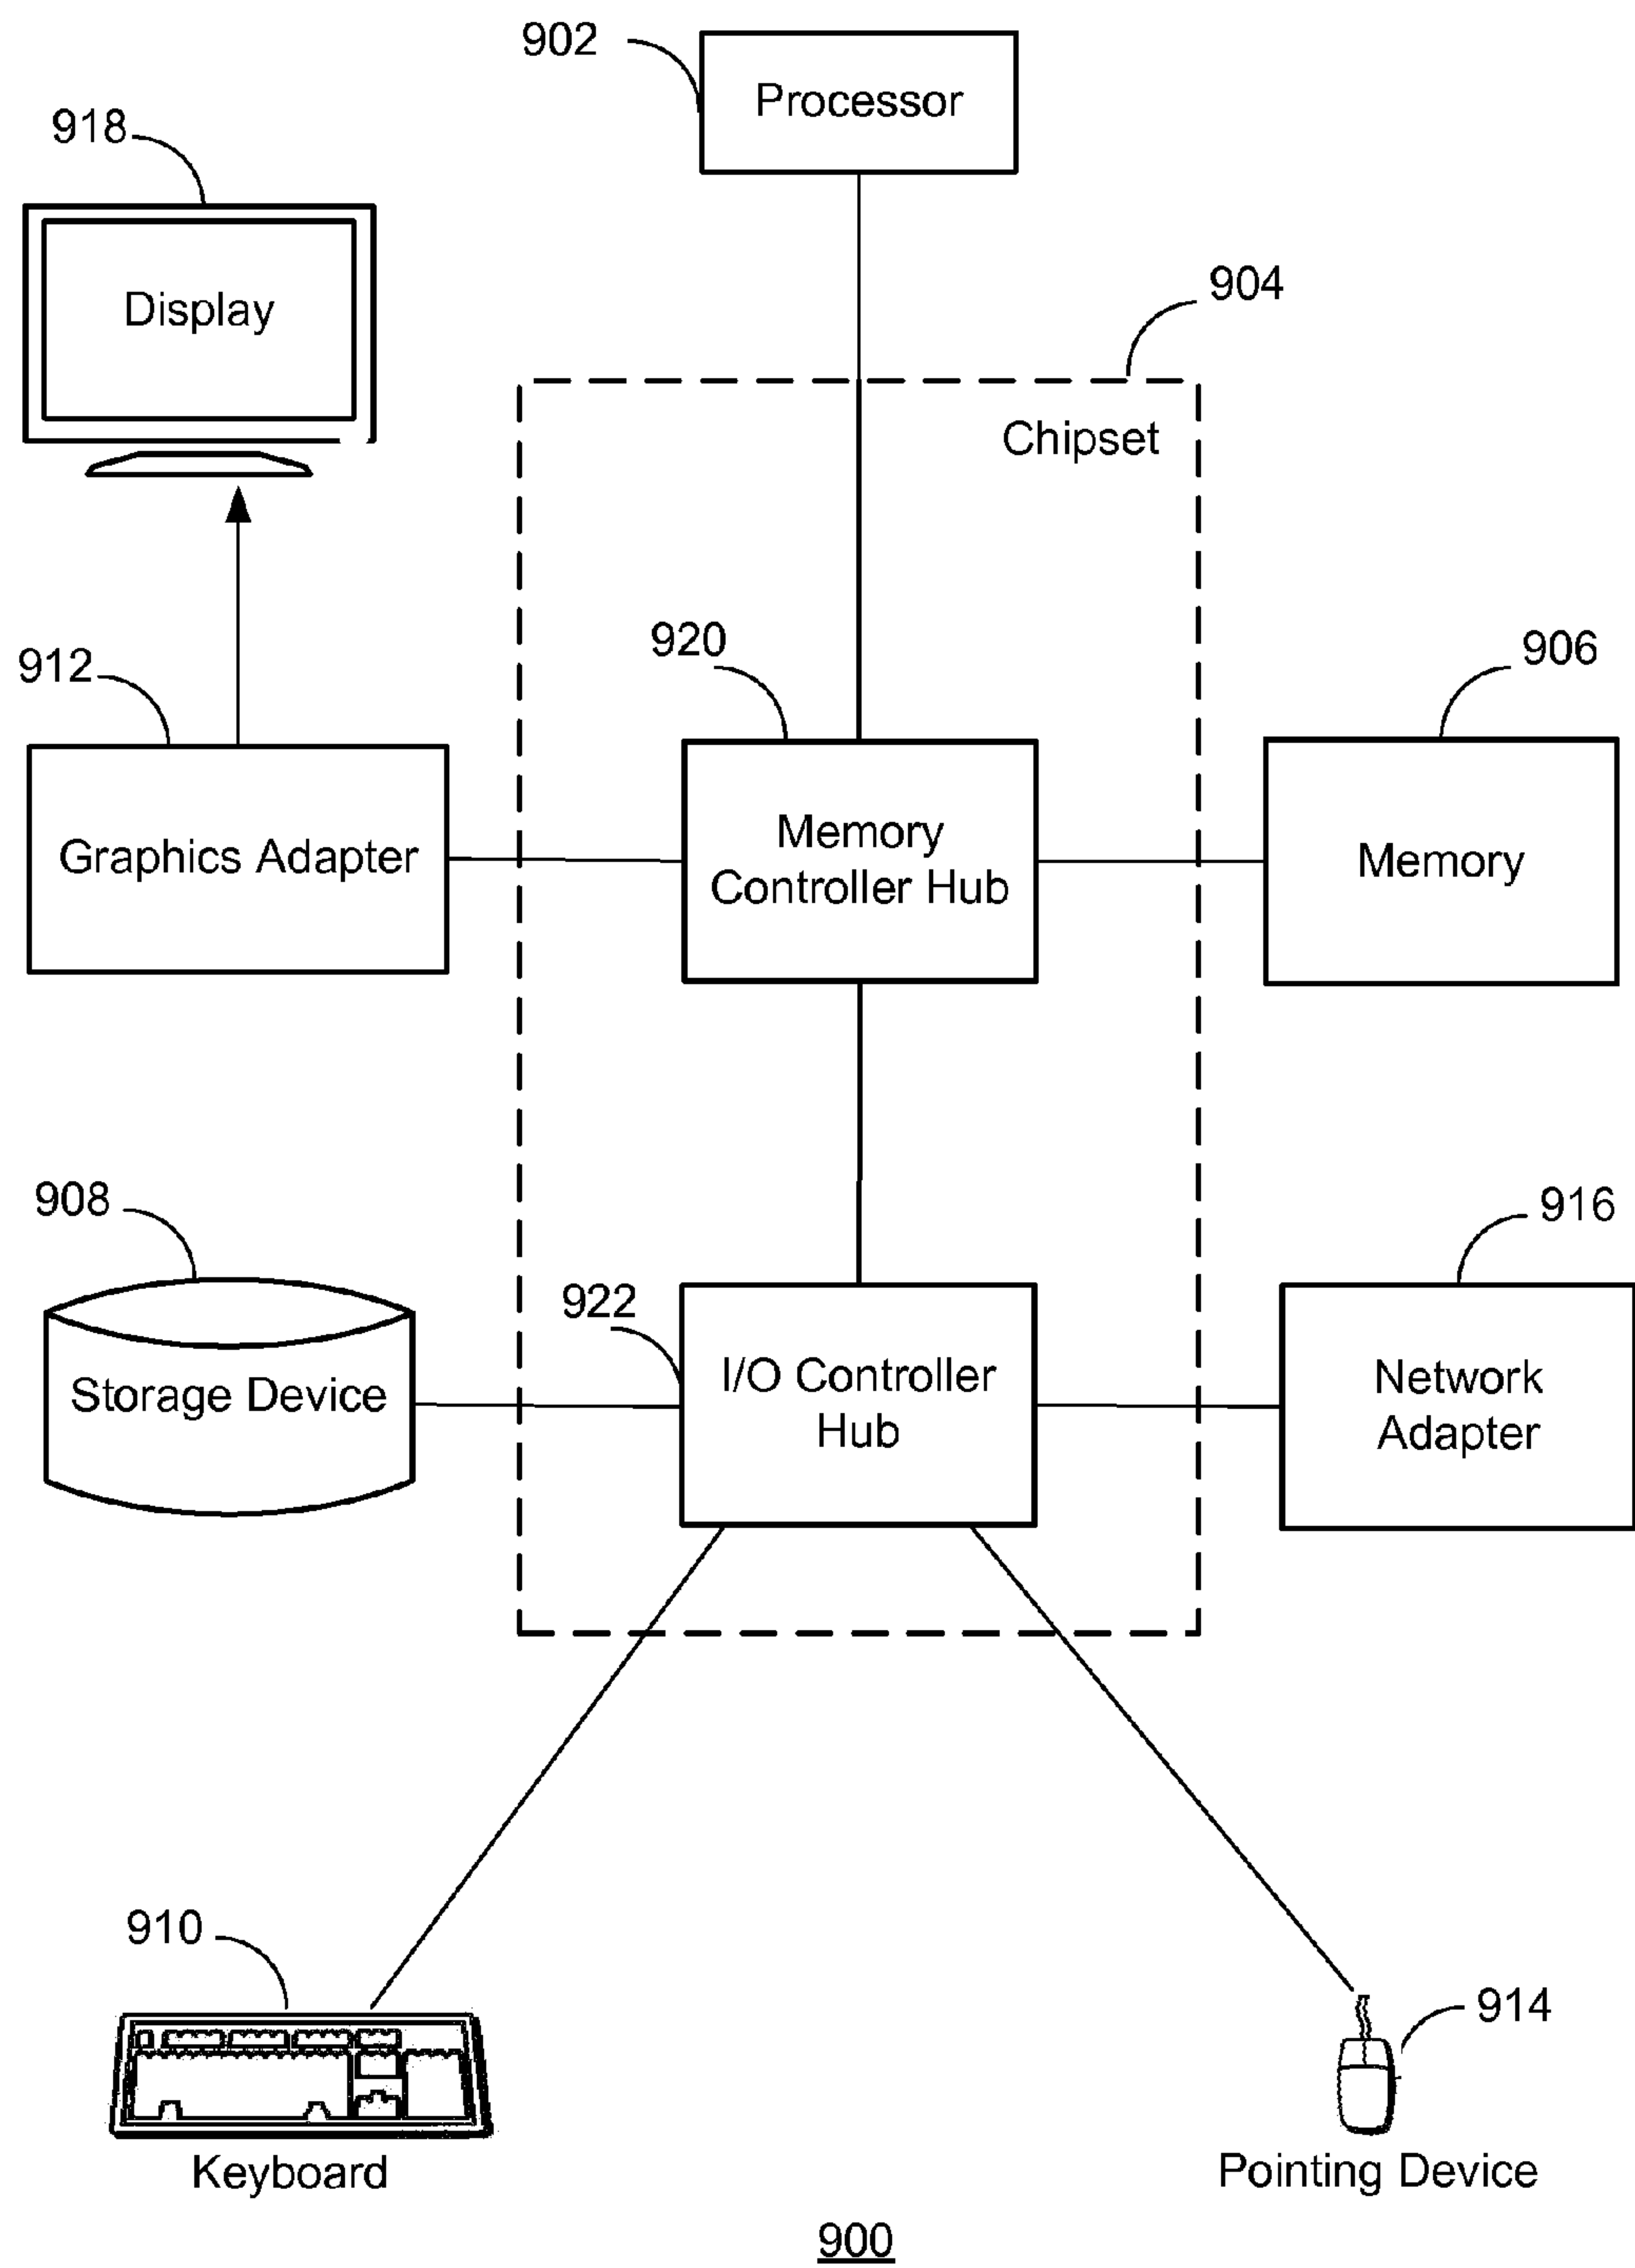 902
Processor
918
Display
904
Chipset
920
912
906
Graphics Adapter
Memory
Controller Hub
Memory
908
916
922
Storage Device
I/O Controller
Hub
Network
Adapter
910
914
Keyboard
Pointing Device
900